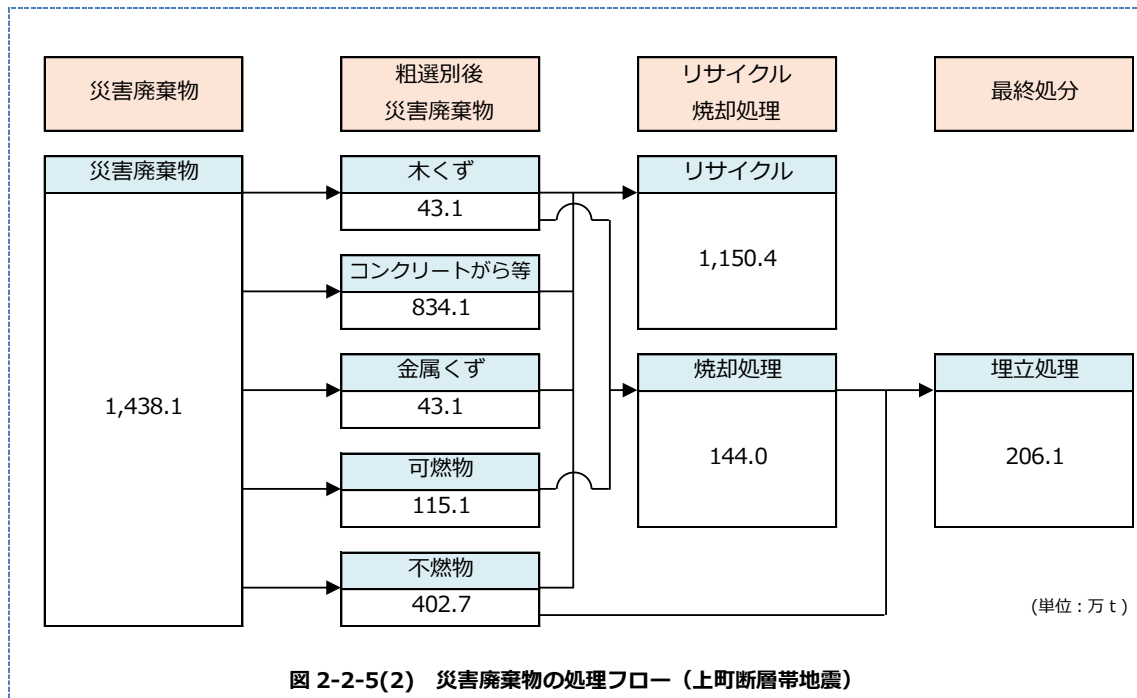 災害廃棄物
粗選別後
災害廃棄物
リサイクル
焼却処理
最終処分
災害廃棄物
1,438.1
木くず
43.1
コンクリートがら等
834.1
金属くず
43.1
可燃物
115.1
不燃物
402.7
リサイクル
1,150.4
焼却処理
144.0
埋立処理
206.1
(単位:万t)
図 2-2-5(2) 災害廃棄物の処理フロー(上町断層帯地震)